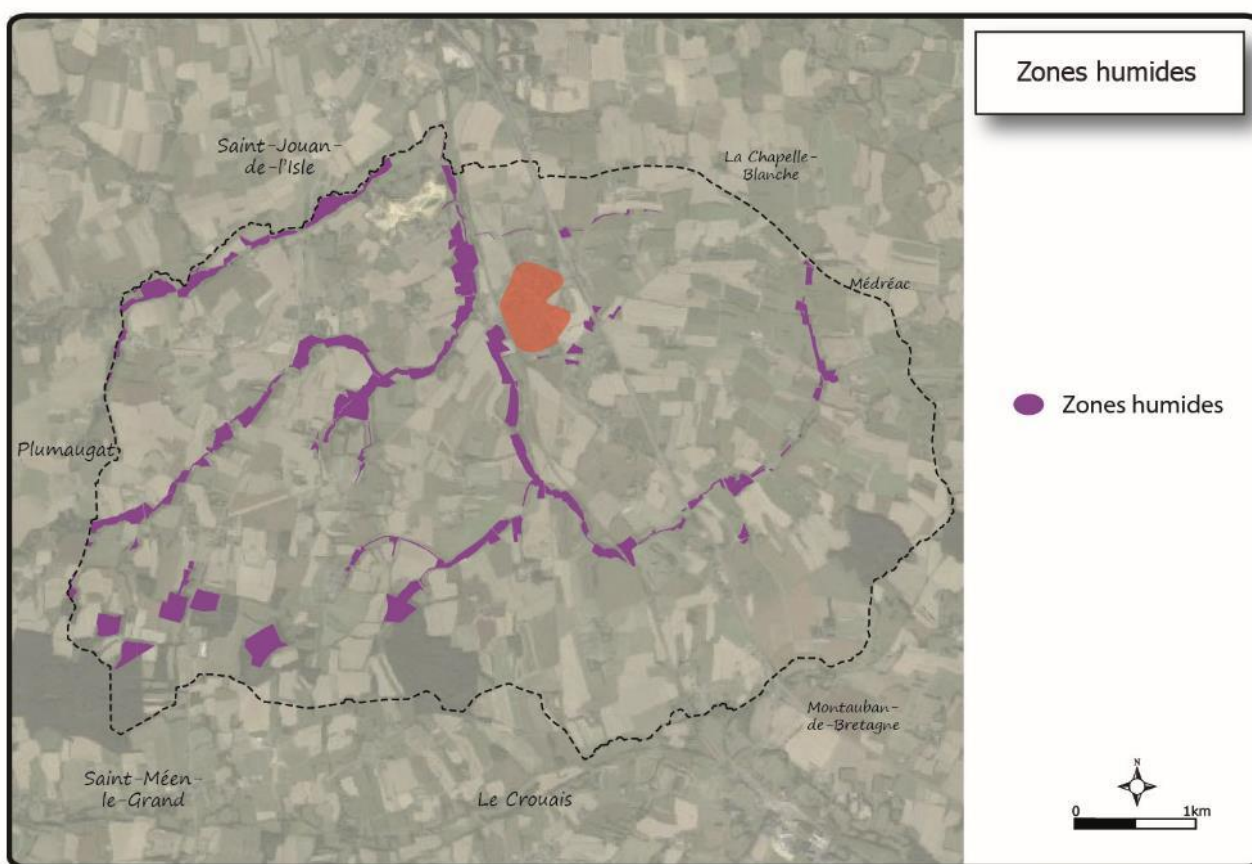 Zones humides
Saint-Jouan-
de-l'Isle
La Chapelle-
Blanche
Médréac
Zones humides
Plumaugat
Montauban-
de-Bretagne
Saint-Méen-
le-Grand
Le Crouais
N
0 1km